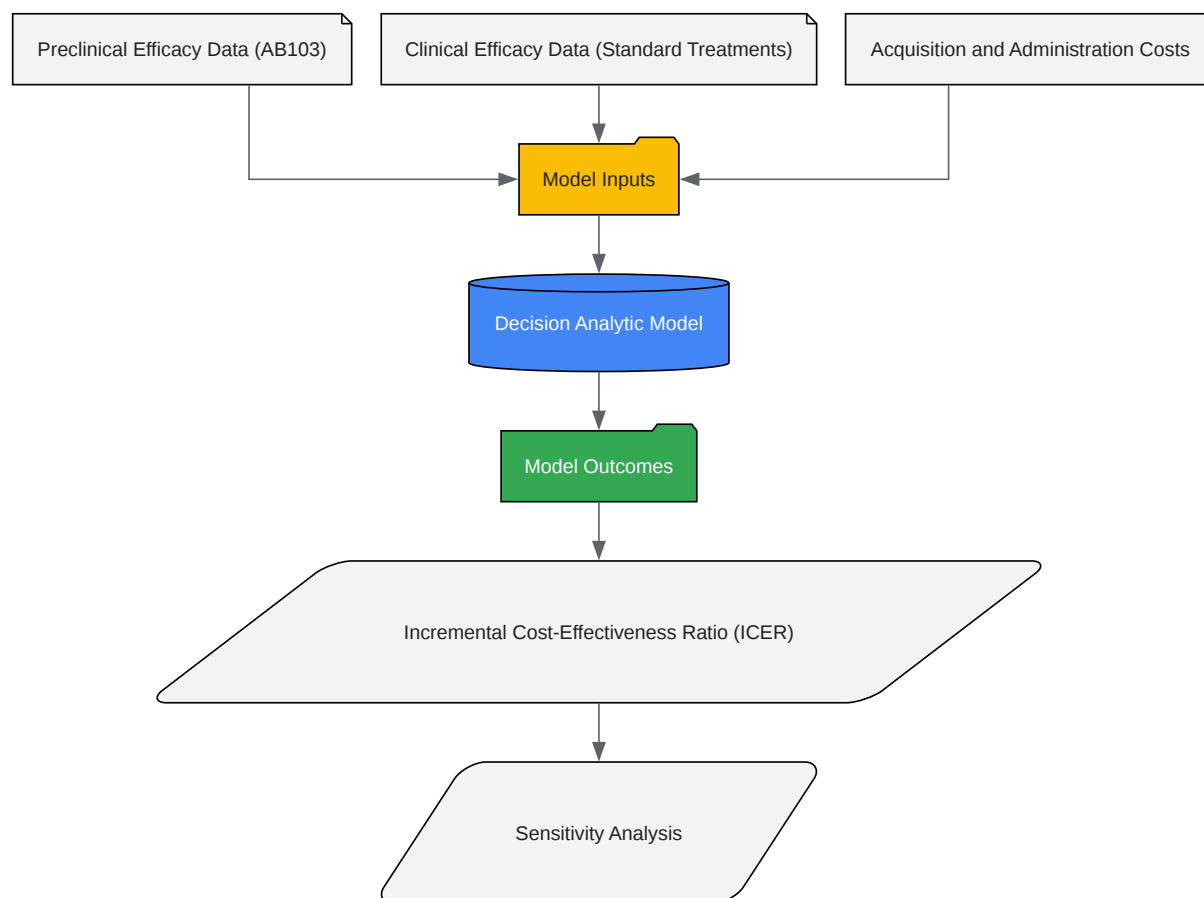 Preclinical Efficacy Data (AB103)
Clinical Efficacy Data (Standard Treatments)
Acquisition and Administration Costs
Model Inputs
Decision Analytic Model
Model Outcomes
Incremental Cost-Effectiveness Ratio (ICER)
Sensitivity Analysis